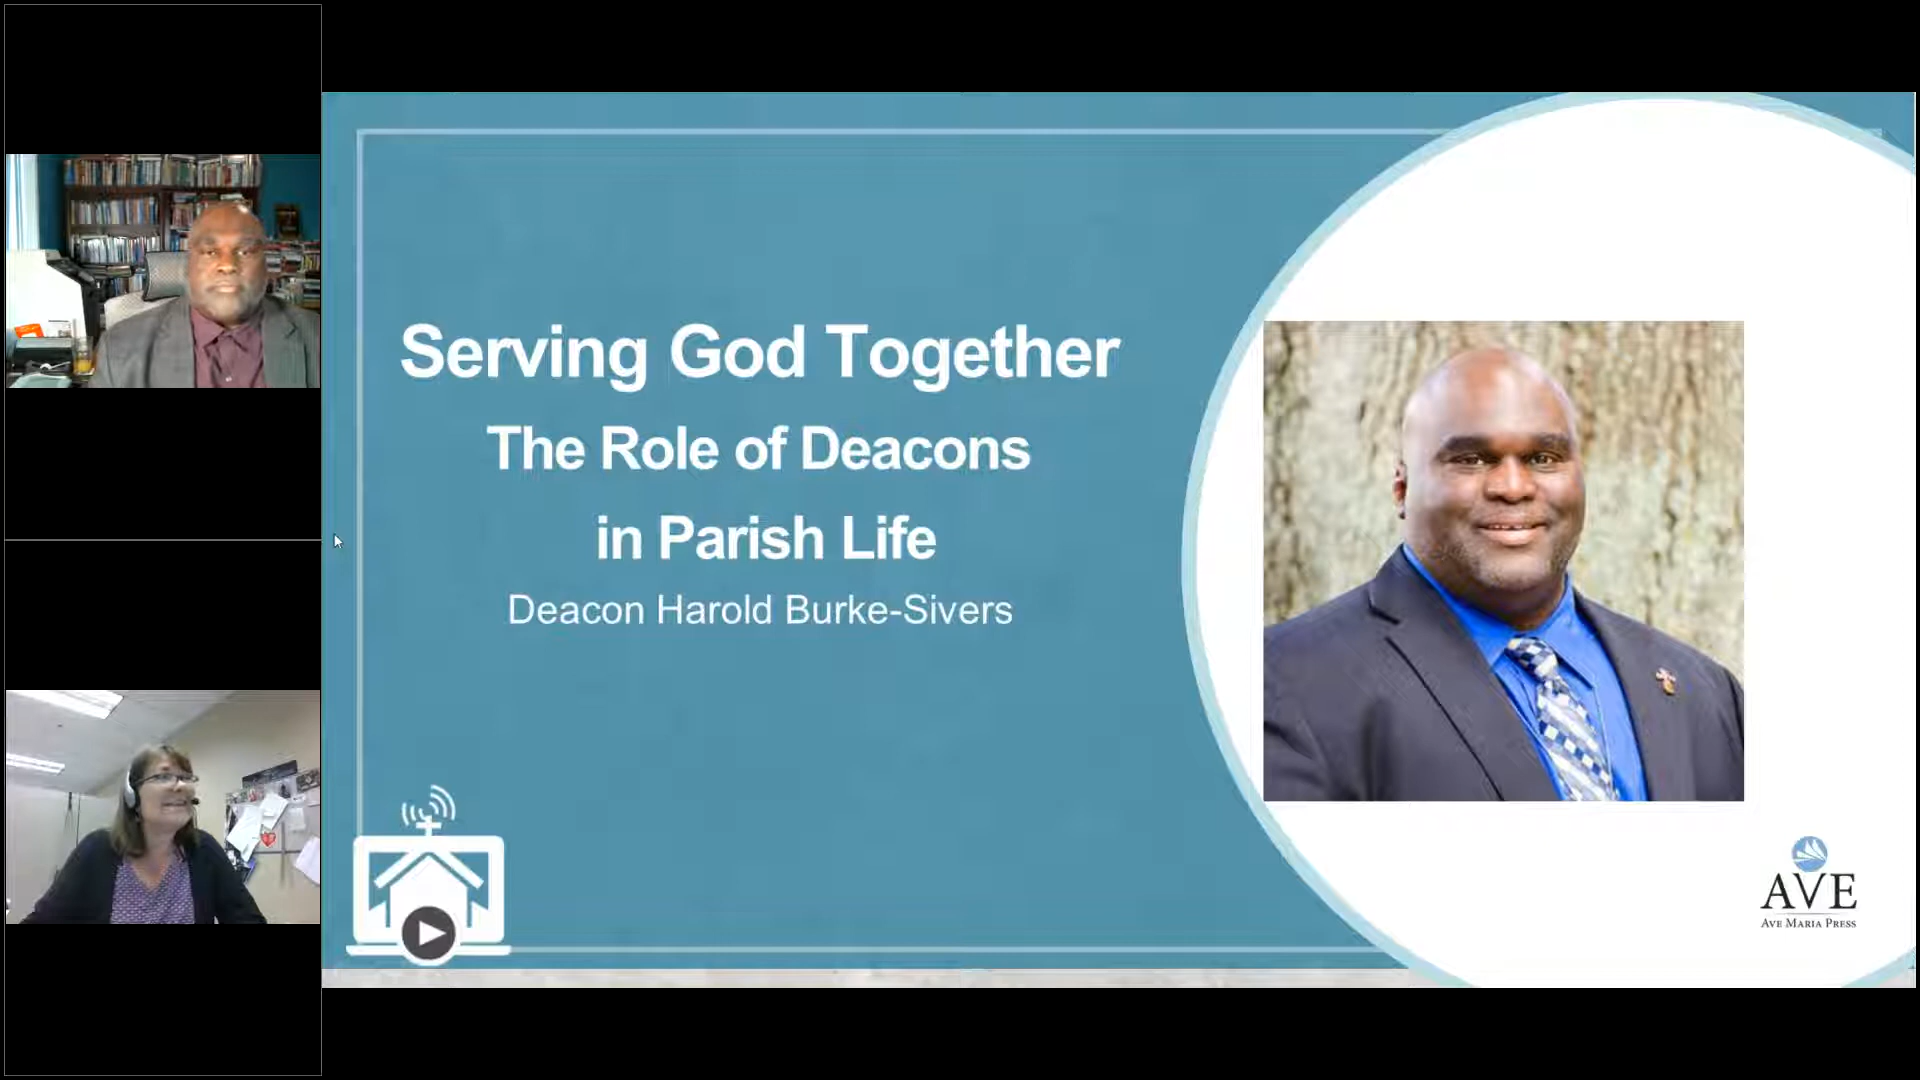 Serving God Together
The Role of Deacons
in Parish Life
Deacon Harold Burke-Sivers
AVE
AVE MARIA PRESS